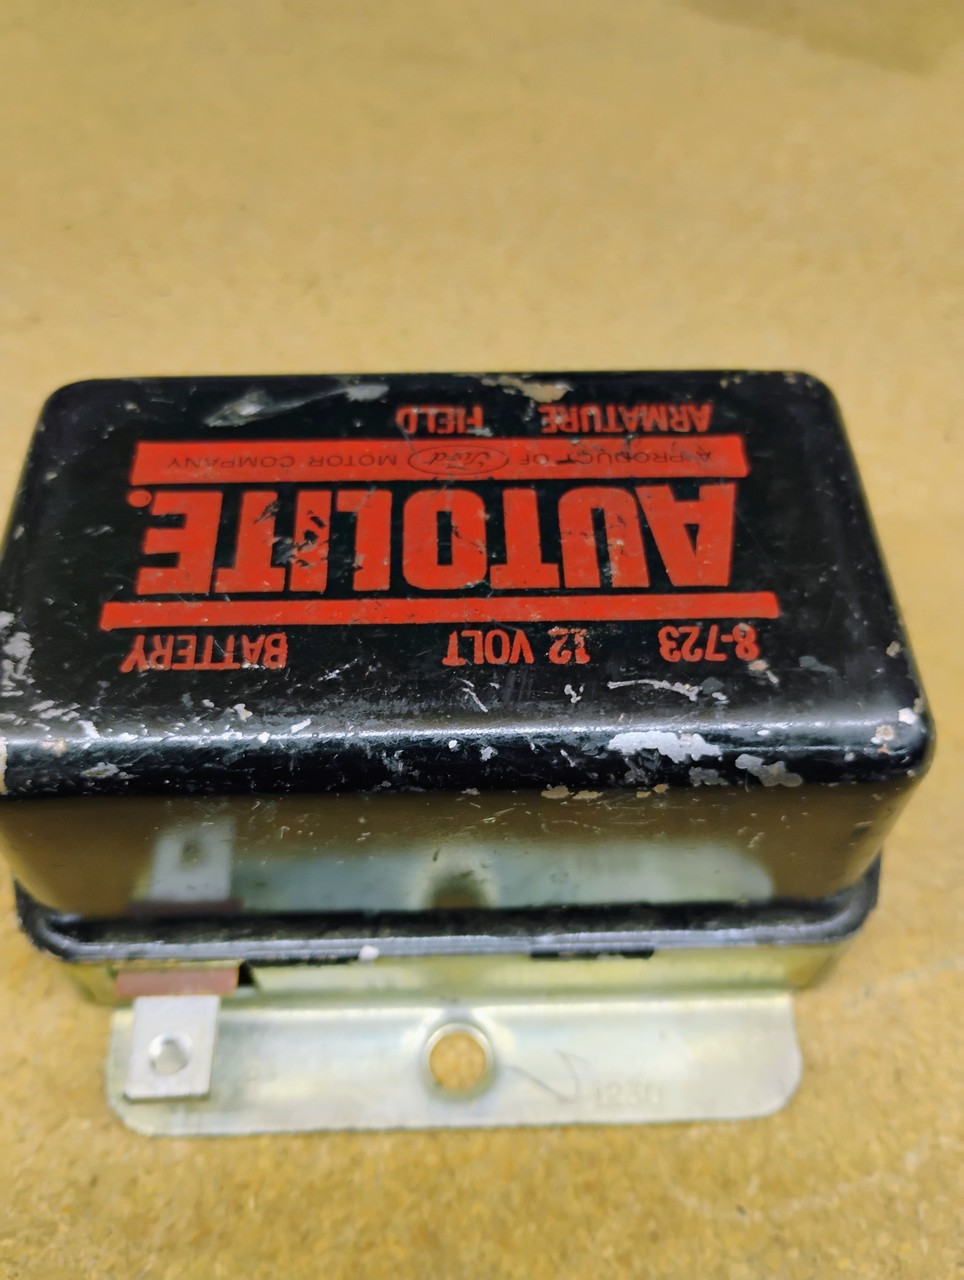 8-723 12 VOLT BATTERY
AUTOLITE®
A PRODUCT OF Ford MOTOR COMPANY
ARMATURE FIELD